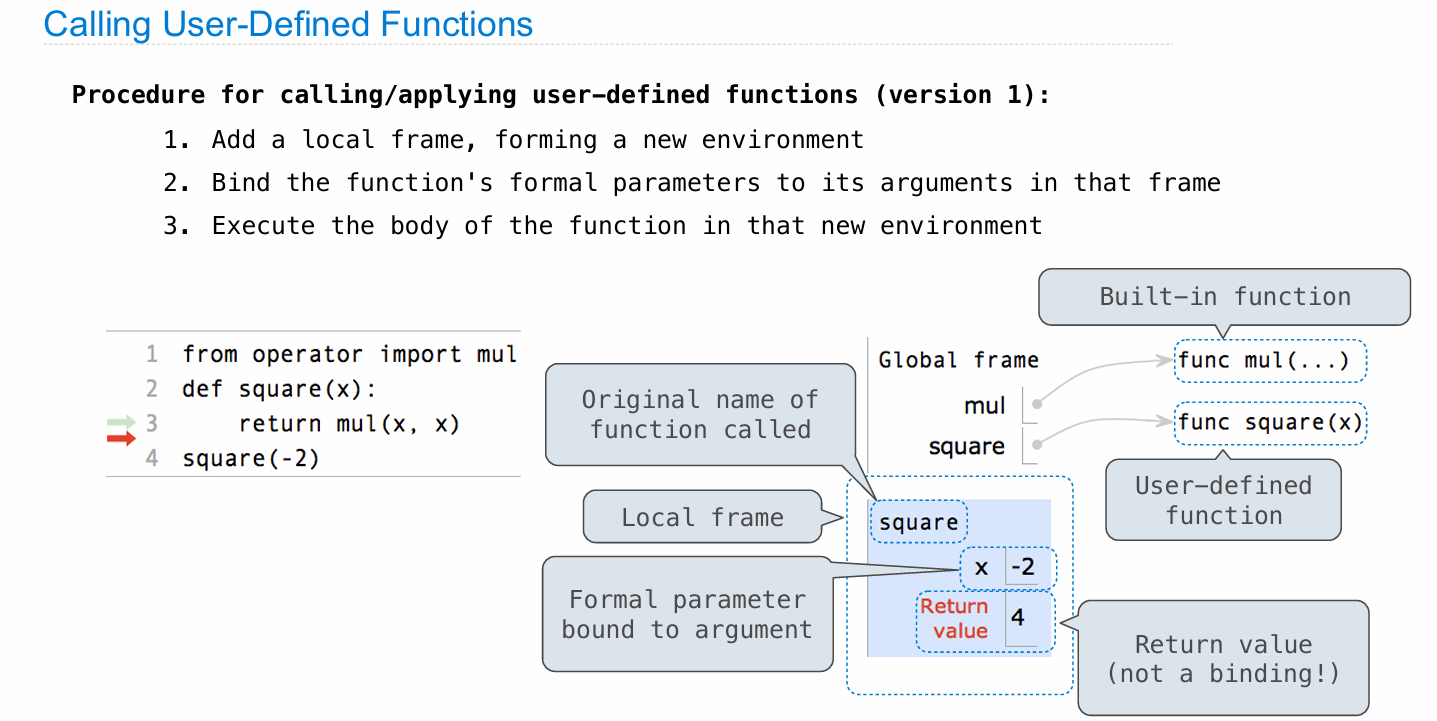 Calling User-Defined Functions
Procedure for calling/applying user-defined functions (version 1):
1. Add a local frame, forming a new environment
2. Bind the function's formal parameters to its arguments in that frame
3. Execute the body of the function in that new environment
1 from operator import mul
2 def square(x):
3     return mul(x, x)
4 square(-2)
Built-in function
Global frame
func mul(...)
mul
func square(x)
square
Original name of
function called
User-defined
function
Local frame
square
x -2
Formal parameter
bound to argument
Return
value
4
Return value
(not a binding!)